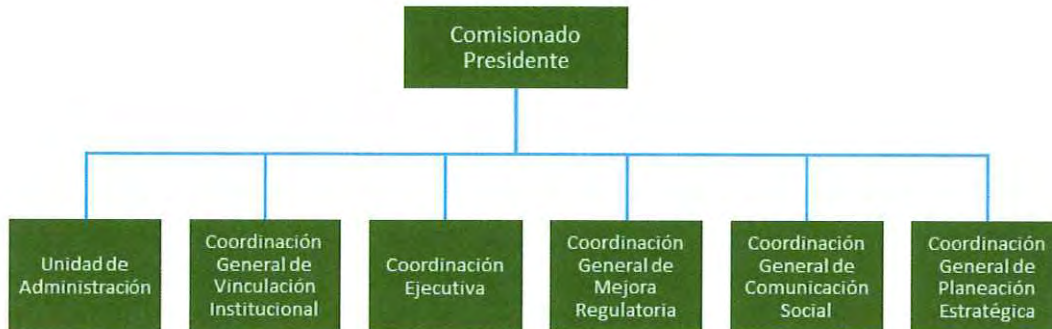 Comisionado
Presidente
Unidad de
Administración
Coordinación
General de
Vinculación
Institucional
Coordinación
Ejecutiva
Coordinación
General de
Mejora
Regulatoria
Coordinación
General de
Comunicación
Social
Coordinación
General de
Planeación
Estratégica